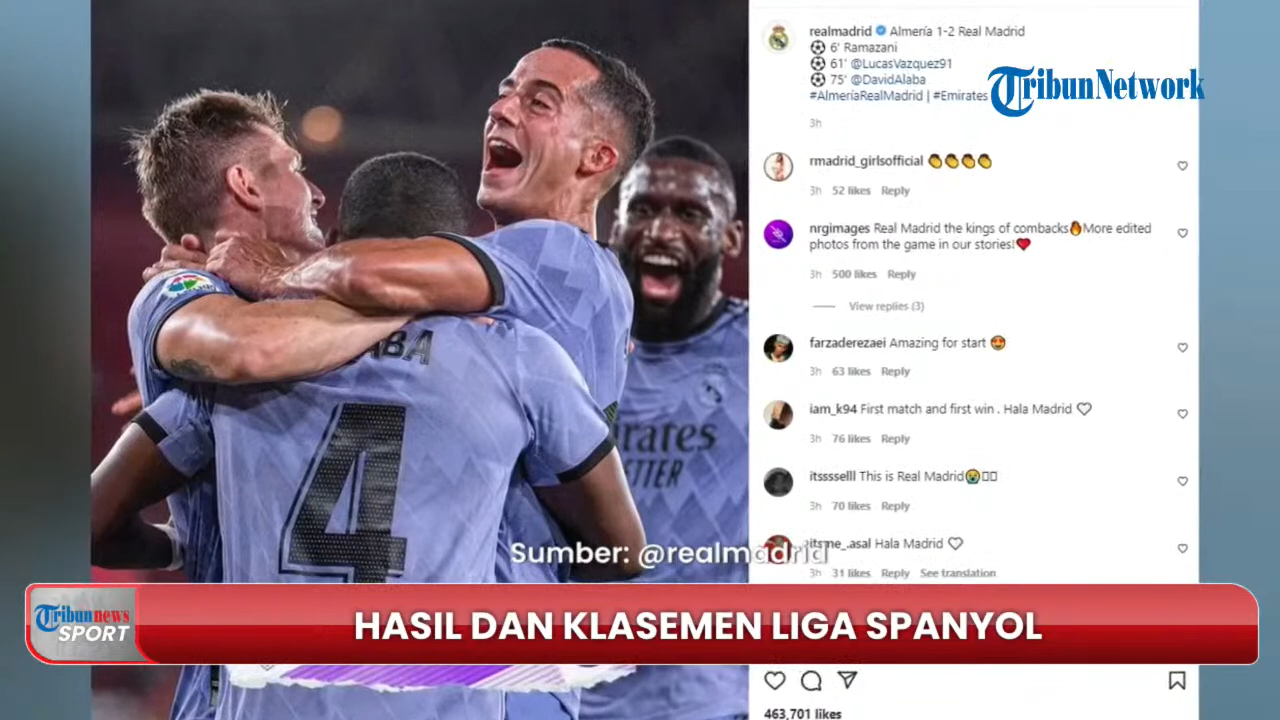 realmadrid Almería 1-2 Real Madrid
⚽ 6' Ramazani
⚽ 61' @LucasVazquez91
⚽ 75' @DavidAlaba
#AlmeríaRealMadrid | #Emirates
TribunNetwork
3h
rmadrid_girlsofficial 👏👏👏👏
3h 52 likes Reply
nrgimages Real Madrid the kings of combacks🔥More edited
photos from the game in our stories!❤️
3h 500 likes Reply
View replies (3)
farzaderezaei Amazing for start 😍
3h 63 likes Reply
iam_k94 First match and first win . Hala Madrid 🤍
3h 76 likes Reply
itsssselll This is Real Madrid😭
3h 70 likes Reply
itsme_.asal Hala Madrid 🤍
3h 31 likes Reply See translation
ABA
4
Sumber: @realmadrid
Tribunnews
SPORT
HASIL DAN KLASEMEN LIGA SPANYOL
463,701 likes